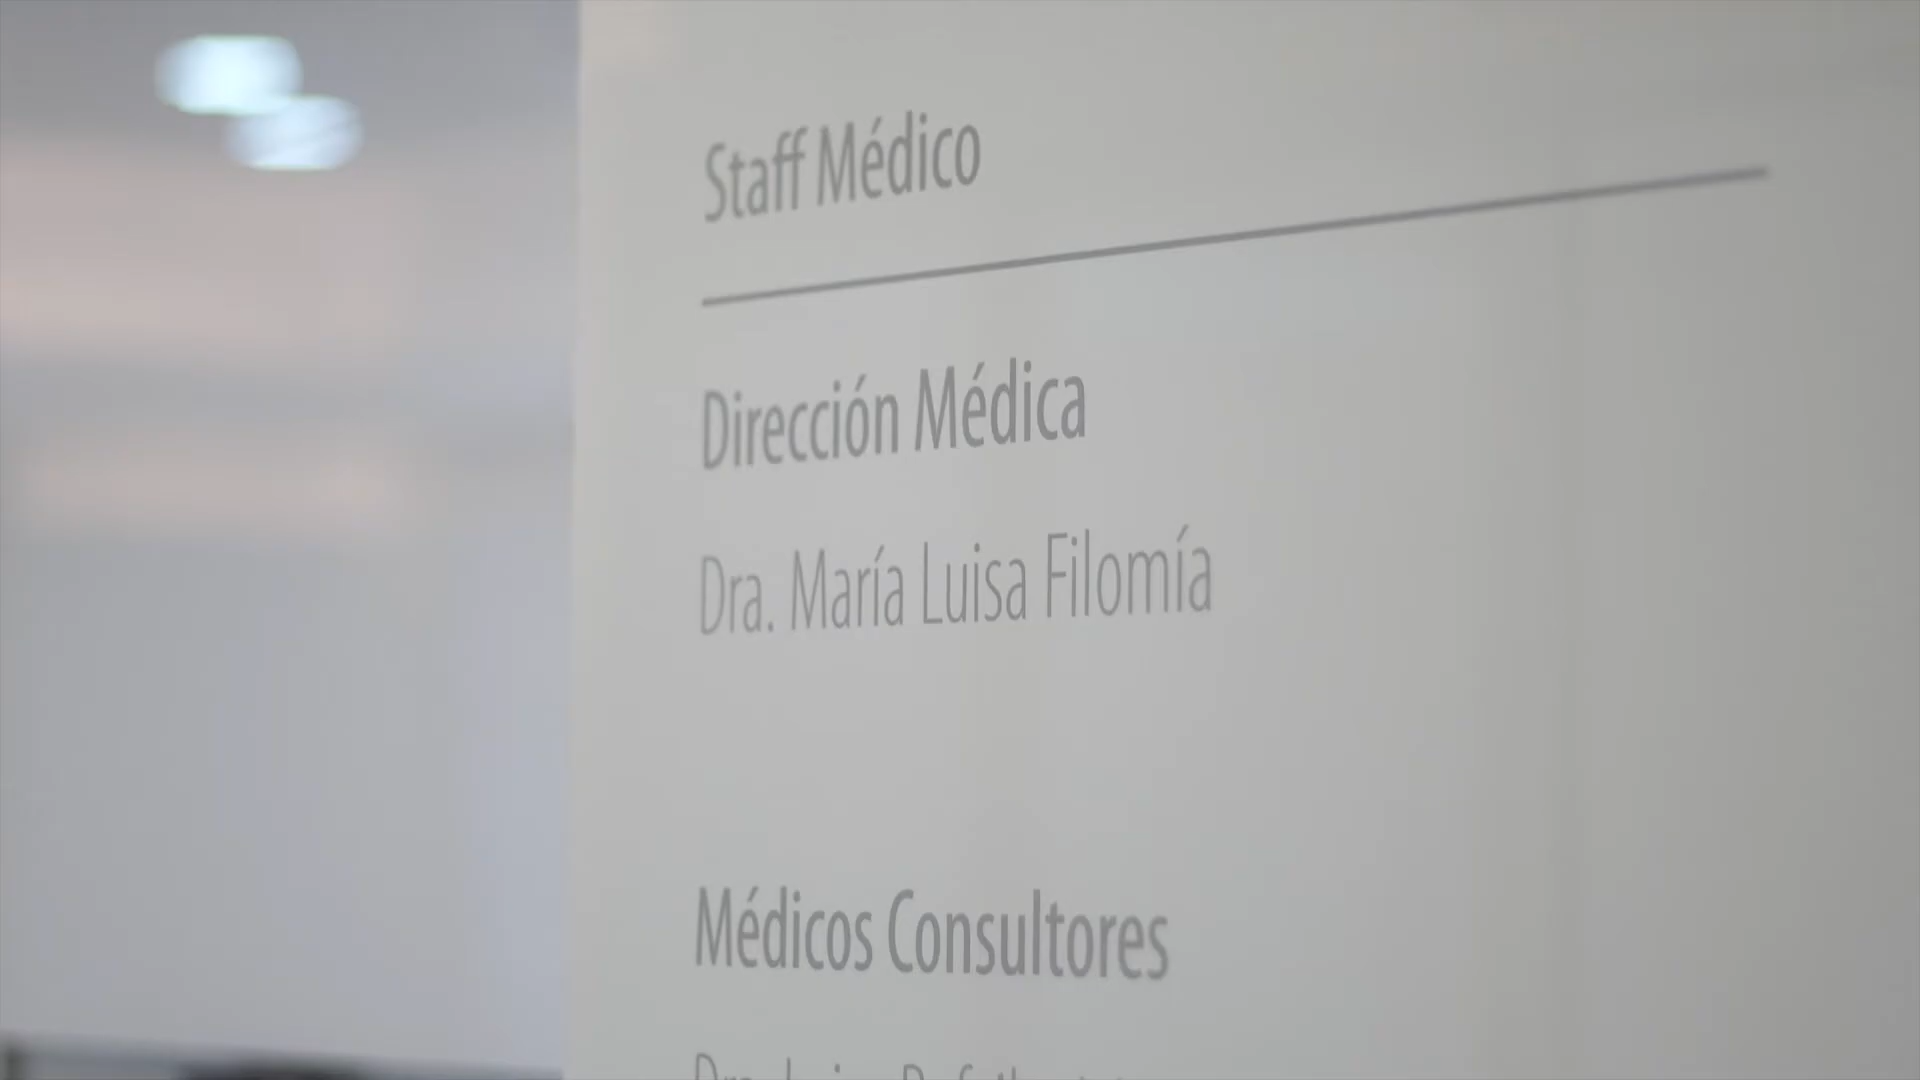 Staff Médico
Dirección Médica
Dra. María Luisa Filomía
Médicos Consultores